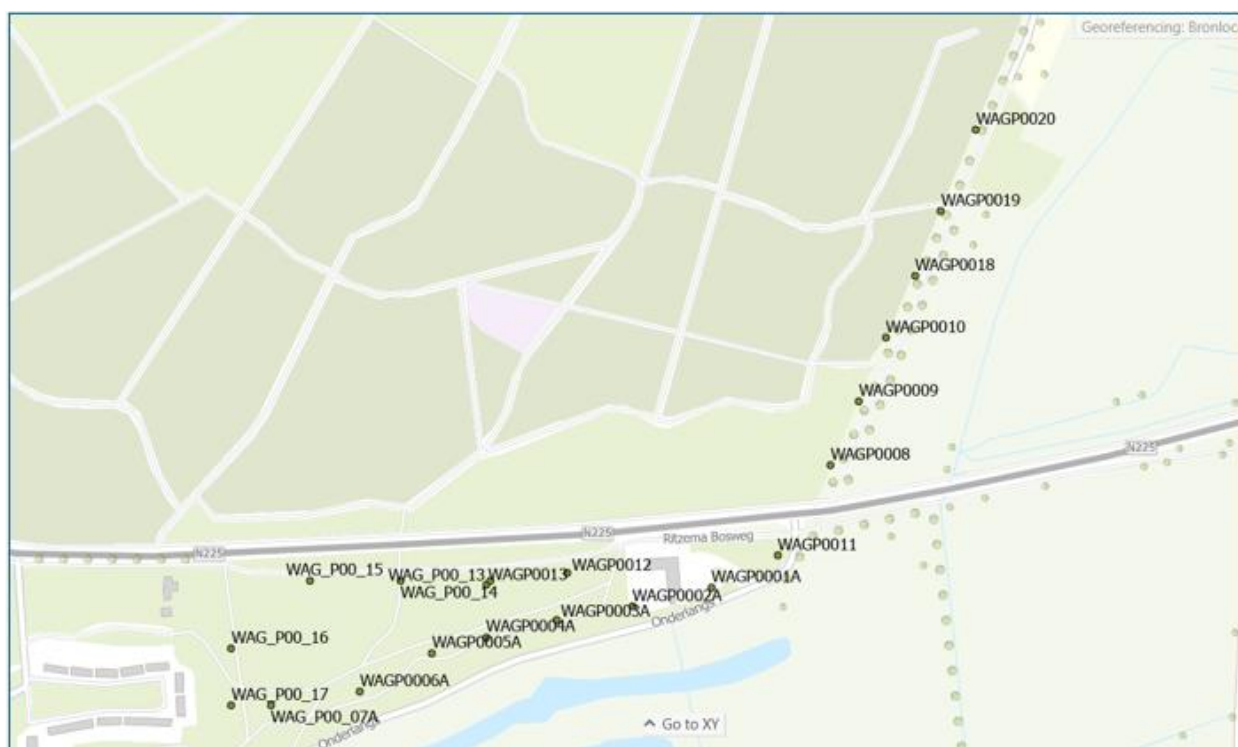 Georeferencing: Bronloc
WAGP0020
WAGP0019
WAGP0018
WAGP0010
WAGP0009
WAGP0008
N225
N225
Ritzema Bosweg
N225
WAGP0011
WAG_P00_15
WAG_P00_13
WAGP0013
WAGP0012
WAG_P00_14
WAGP0001A
WAGP0002A
WAGP0003A
Onderlangs
WAGP0004A
WAGP0005A
WAG_P00_16
WAGP0006A
WAG_P00_17
WAG_P00_07A
Onderlangs
Go to XY